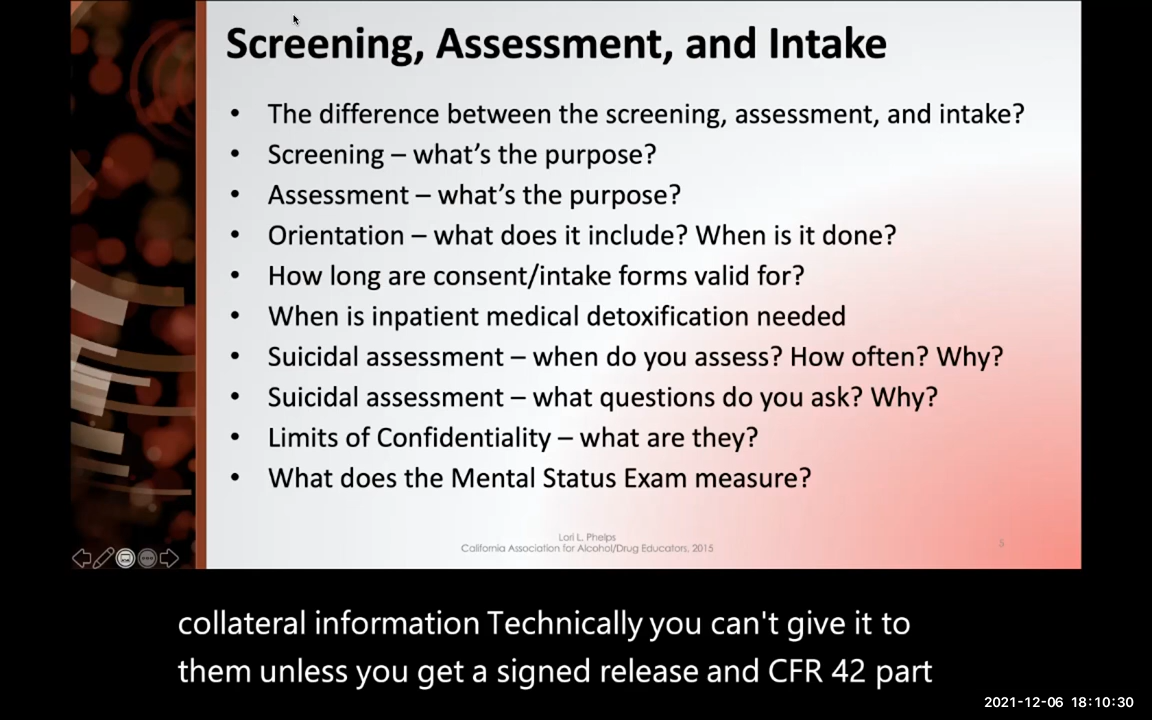 Screening, Assessment, and Intake
• The difference between the screening, assessment, and intake?
• Screening – what's the purpose?
• Assessment – what's the purpose?
• Orientation – what does it include? When is it done?
• How long are consent/intake forms valid for?
• When is inpatient medical detoxification needed
• Suicidal assessment – when do you assess? How often? Why?
• Suicidal assessment – what questions do you ask? Why?
• Limits of Confidentiality – what are they?
• What does the Mental Status Exam measure?
Lori L. Phelps
California Association for Alcohol/Drug Educators, 2015
5
collateral information Technically you can't give it to
them unless you get a signed release and CFR 42 part
2021-12-06 18:10:30